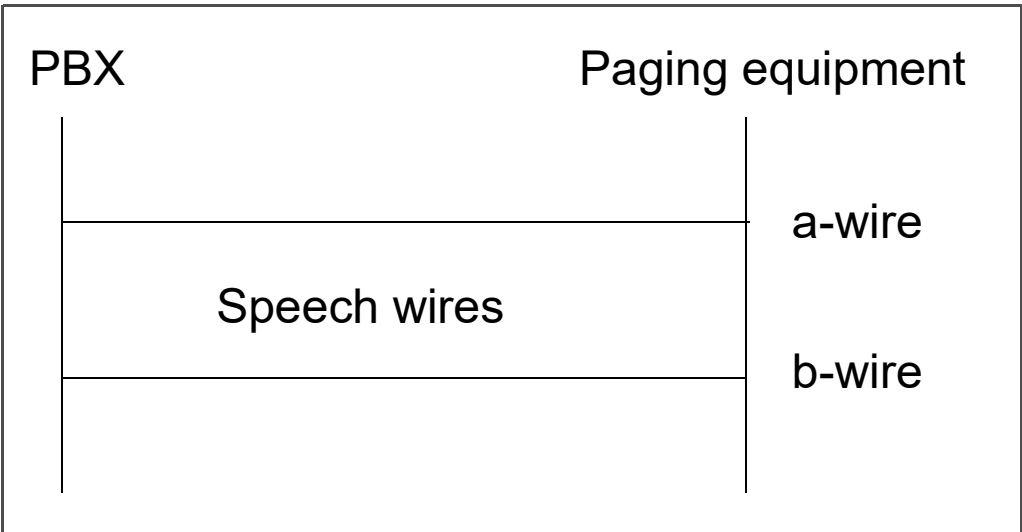 PBX
Paging equipment
a-wire
Speech wires
b-wire